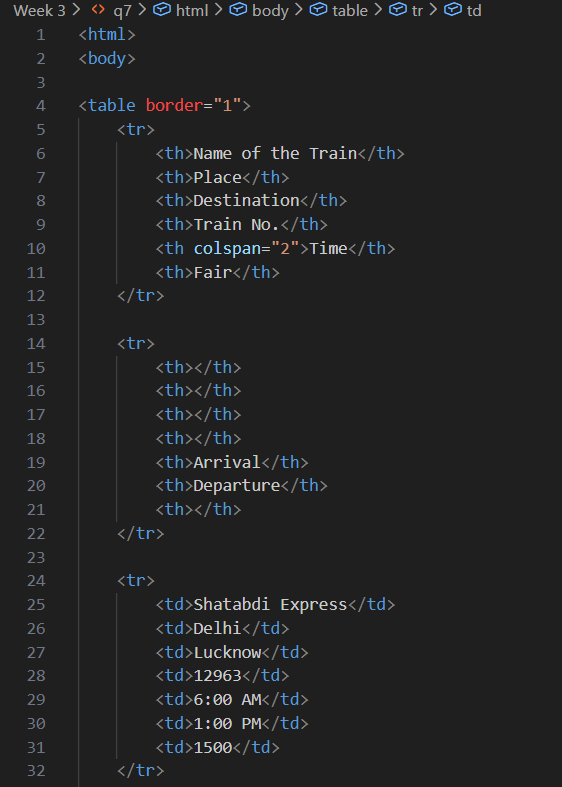 Week 3 > <> q7 > html > body > table > tr > td
1 <html>
2 <body>
3
4 <table border="1">
5 <tr>
6 <th>Name of the Train</th>
7 <th>Place</th>
8 <th>Destination</th>
9 <th>Train No.</th>
10 <th colspan="2">Time</th>
11 <th>Fair</th>
12 </tr>
13
14 <tr>
15 <th></th>
16 <th></th>
17 <th></th>
18 <th></th>
19 <th>Arrival</th>
20 <th>Departure</th>
21 <th></th>
22 </tr>
23
24 <tr>
25 <td>Shatabdi Express</td>
26 <td>Delhi</td>
27 <td>Lucknow</td>
28 <td>12963</td>
29 <td>6:00 AM</td>
30 <td>1:00 PM</td>
31 <td>1500</td>
32 </tr>